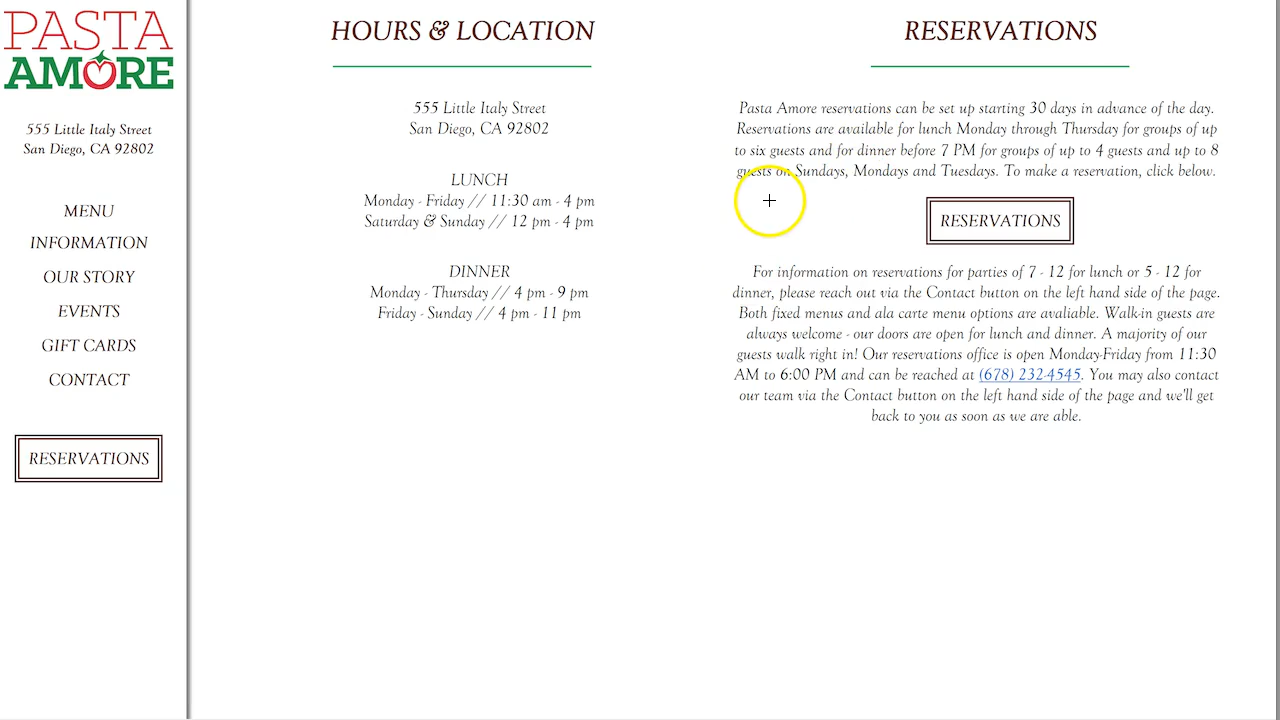 PASTA
AMORE
555 Little Italy Street
San Diego, CA 92802
MENU
INFORMATION
OUR STORY
EVENTS
GIFT CARDS
CONTACT
RESERVATIONS
HOURS & LOCATION
555 Little Italy Street
San Diego, CA 92802
LUNCH
Monday - Friday // 11:30 am - 4 pm
Saturday & Sunday // 12 pm - 4 pm
DINNER
Monday - Thursday // 4 pm - 9 pm
Friday - Sunday // 4 pm - 11 pm
RESERVATIONS
Pasta Amore reservations can be set up starting 30 days in advance of the day.
Reservations are available for lunch Monday through Thursday for groups of up
to six guests and for dinner before 7 PM for groups of up to 4 guests and up to 8
guests on Sundays, Mondays and Tuesdays. To make a reservation, click below.
RESERVATIONS
For information on reservations for parties of 7 - 12 for lunch or 5 - 12 for
dinner, please reach out via the Contact button on the left hand side of the page.
Both fixed menus and ala carte menu options are avaliable. Walk-in guests are
always welcome - our doors are open for lunch and dinner. A majority of our
guests walk right in! Our reservations office is open Monday-Friday from 11:30
AM to 6:00 PM and can be reached at (678) 232-4545. You may also contact
our team via the Contact button on the left hand side of the page and we'll get
back to you as soon as we are able.